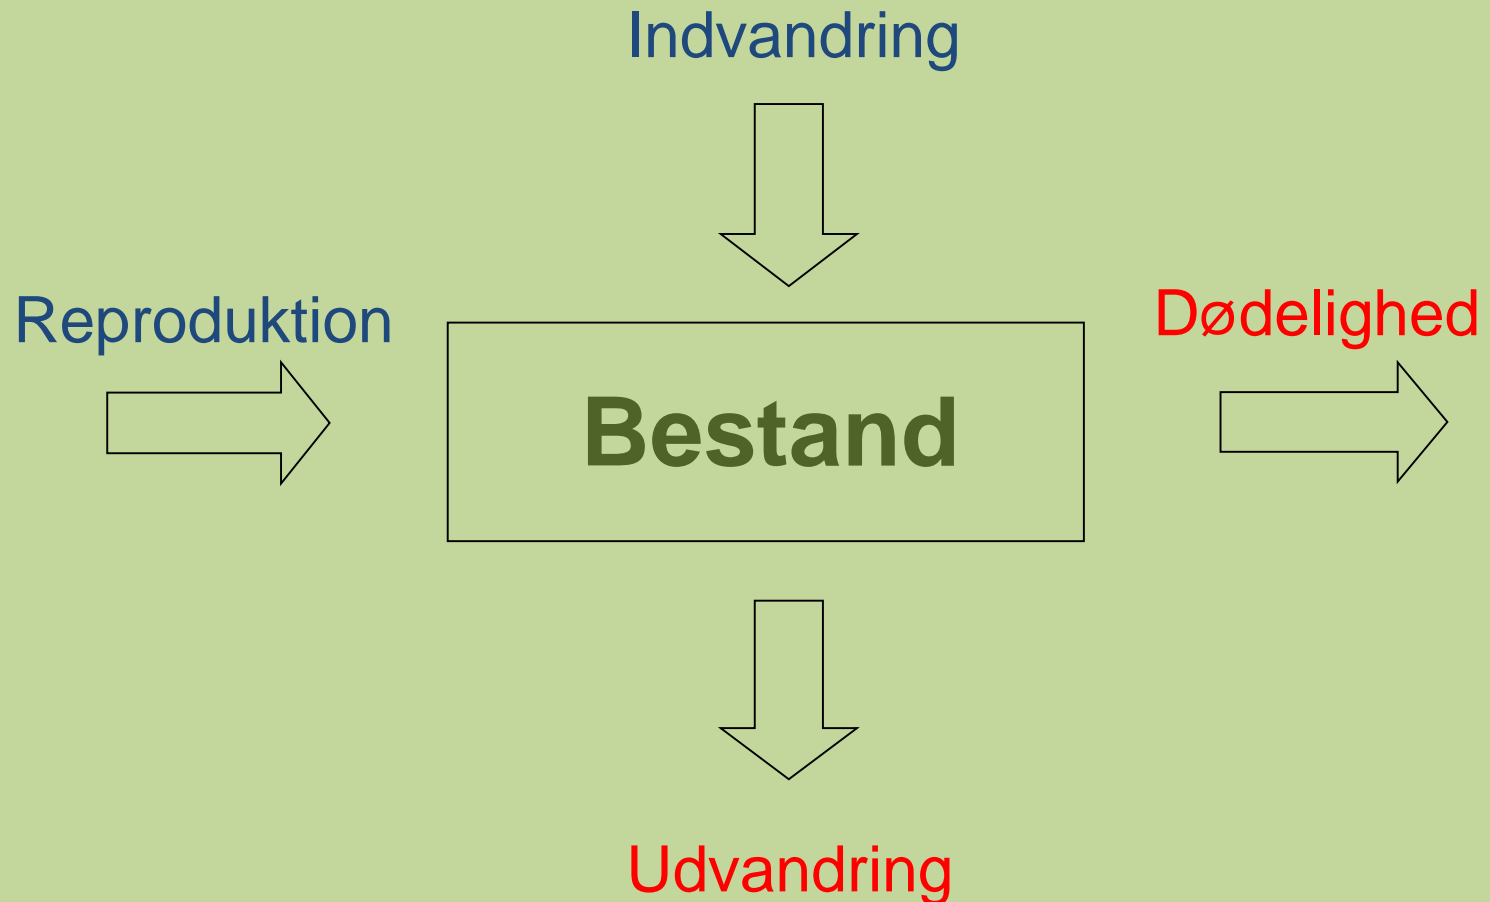 Indvandring
Reproduktion
Dødelighed
Bestand
Udvandring